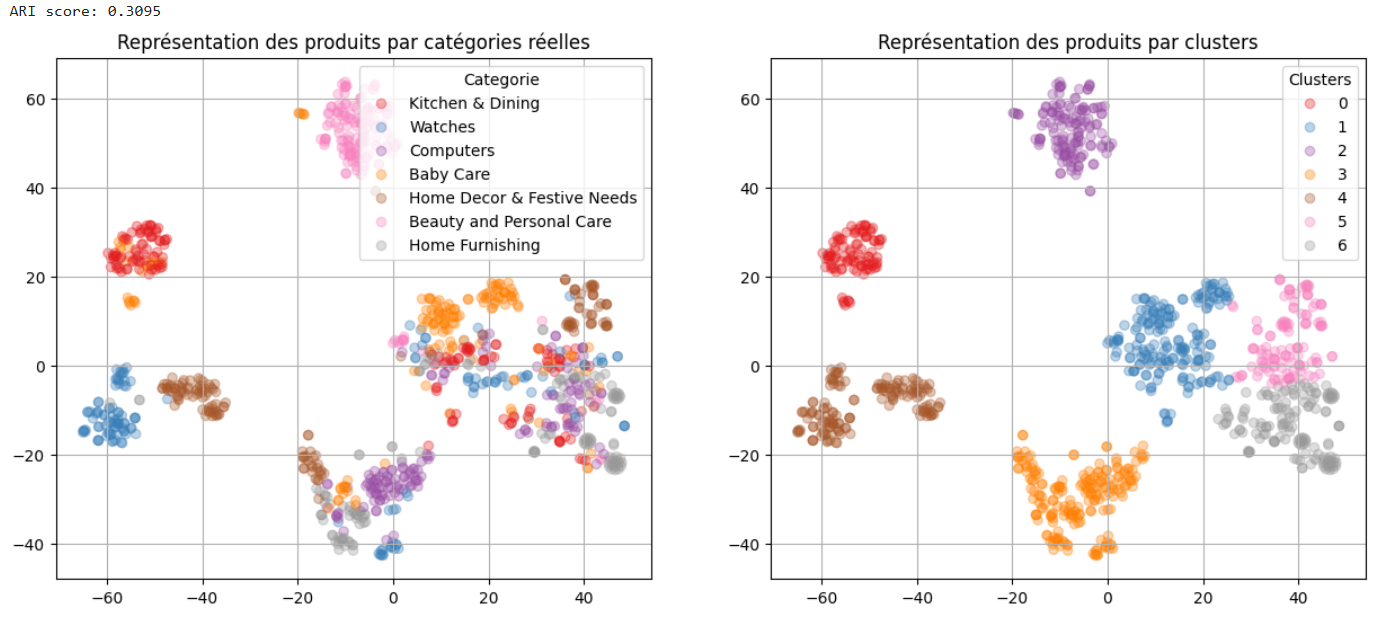 ARI score: 0.3095
Représentation des produits par catégories réelles
Categorie
Kitchen & Dining
Watches
Computers
Baby Care
Home Decor & Festive Needs
Beauty and Personal Care
Home Furnishing
60
40
20
0
−20
−40
−60 −40 −20 0 20 40
Représentation des produits par clusters
Clusters
0
1
2
3
4
5
6
60
40
20
0
−20
−40
−60 −40 −20 0 20 40